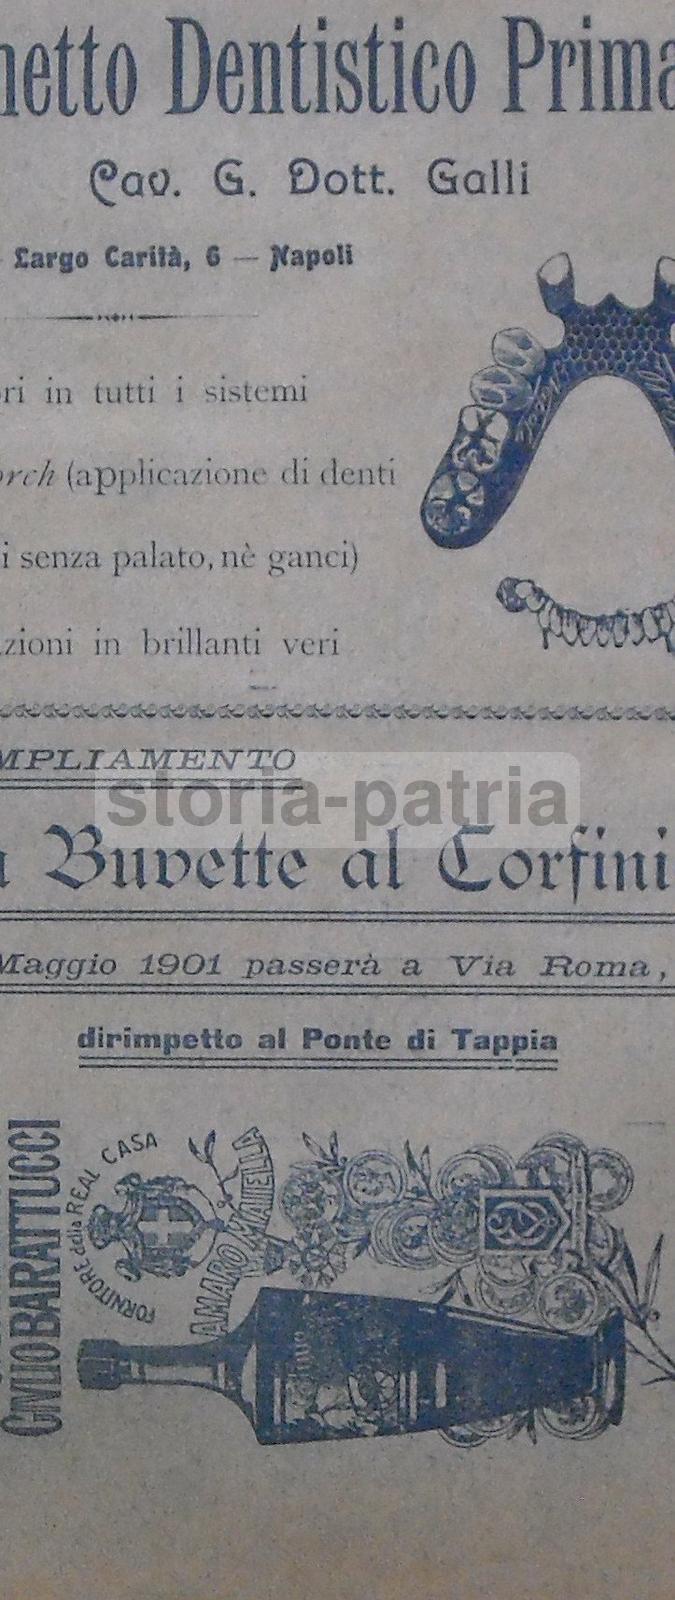 netto Dentistico Prima
Cav. G. Dott. Galli
Largo Carità, 6 — Napoli
ri in tutti i sistemi
orch (applicazione di denti
i senza palato, nè ganci)
zioni in brillanti veri
MPLIAMENTO
storia-patria
a Buvette al Corfini
Maggio 1901 passerà a Via Roma,
dirimpetto al Ponte di Tappia
GIVLIO BARATTUCCI
FORNITORE della REAL CASA
AMARO MAIELLA